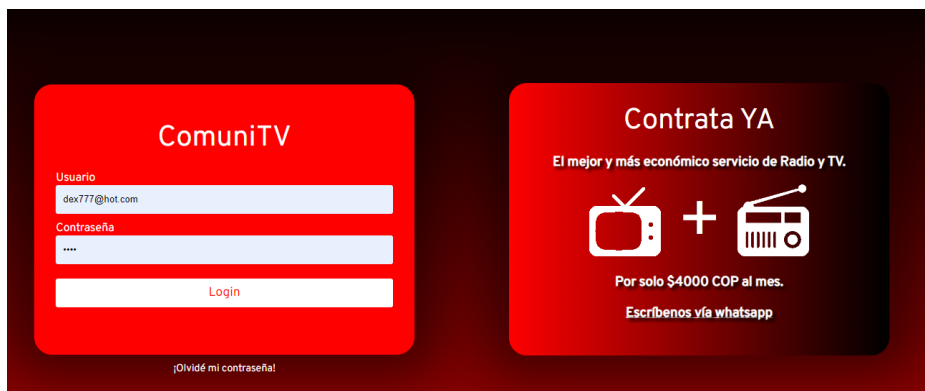 ComuniTV
Usuario
dex777@hot.com
Contraseña
••••
Login
¡Olvidé mi contraseña!
Contrata YA
El mejor y más económico servicio de Radio y TV.
+
Por solo $4000 COP al mes.
Escríbenos vía whatsapp